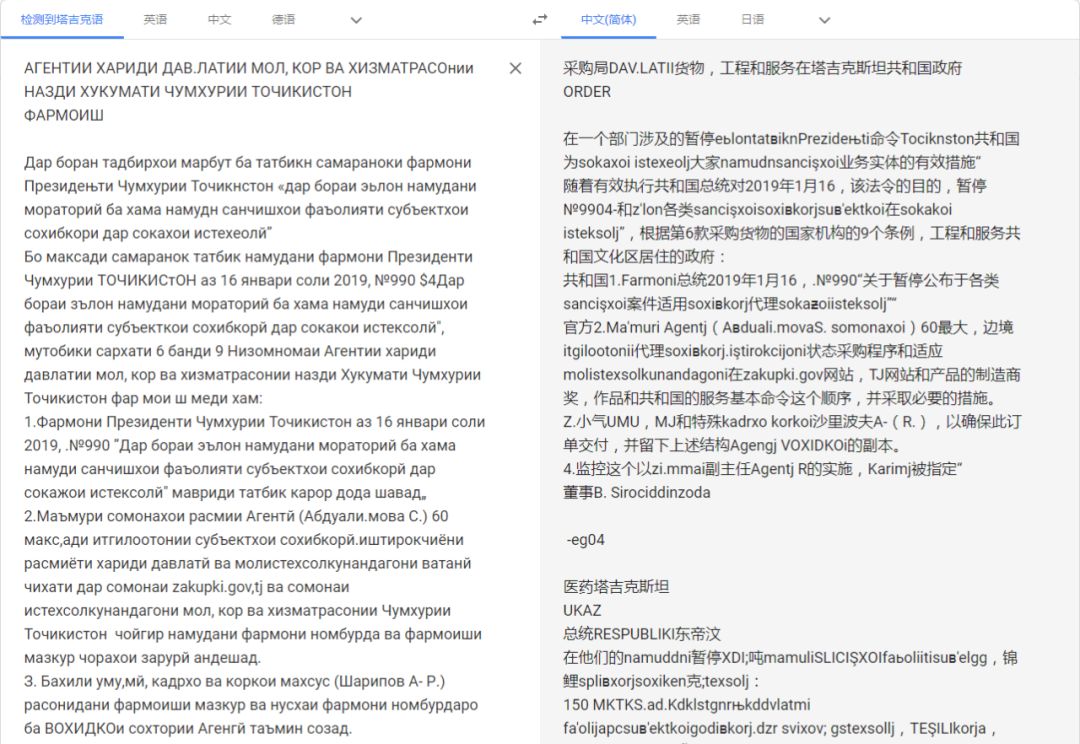 检测到塔吉克语 英语 中文 德语
中文(简体) 英语 日语
АГЕНТИИ ХАРИДИ ДАВ.ЛАТИИ МОЛ, КОР ВА ХИЗМАТРАСОнии
НАЗДИ ХУКУМАТИ ЧУМХУРИИ ТОЧИКИСТОН
ФАРМОИШ
Дар боран тадбирхои марбут ба татбикн самараноки фармони
Президењти Чумхурии Точикнстон «дар бораи эьлон намудани
мораторий ба хама намудн санчишхои фаъолияти субъектхои
сохибкори дар сокахои истехеолй”
Бо максади самаранок татбик намудани фармони Президенти
Чумхурии ТОЧИКИСтОН аз 16 январи соли 2019, №990 $4Дар
бораи зълон намудани мораторий ба хама намуди санчишхои
фаъолияти субъекткои сохибкорй дар сокакои истексолй",
мутобики сархати 6 банди 9 Низомномаи Агентии хариди
давлатии мол, кор ва хизматрасонии назди Хукумати Чумхурии
Точикистон фар мои ш меди хам:
1.Фармони Президенти Чумхурии Точикистон аз 16 январи соли
2019, .№990 “Дар бораи эълон намудани мораторий ба хама
намуди санчишхои фаъолияти субъектхои сохибкорй дар
сокажои истексолй" мавриди татбик карор дода шавад„
2.Маъмури сомонахои расмии Агентй (Абдуали.мова С.) 60
макс,ади итгилоотонии субъектхои сохибкорй.иштирокчиёни
расмиёти хариди давлатй ва молистехсолкунандагони ватанй
чихати дар сомонаи zakupki.gov,tj ва сомонаи
истехсолкунандагони мол, кор ва хизматрасонии Чумхурии
Точикистон чойгир намудани фармони номбурда ва фармоиши
мазкур чорахои зарурй андешад.
3. Бахили уму,мй, кадрхо ва коркои махсус (Шарипов А- Р.)
расонидани фармоиши мазкур ва нусхаи фармони номбурдаро
ба ВОХИДКОи сохтории Агенгй таъмин созад.
采购局DAV.LATII货物，工程和服务在塔吉克斯坦共和国政府
ORDER
在一个部门涉及的暂停eьlontatвiknPrezideњti命令Tociknston共和国
为sokaxoi istexeolj大家namudnsancişxoi业务实体的有效措施“
随着有效执行共和国总统对2019年1月16，该法令的目的，暂停
№9904-和z'lon各类sancişxoisoxiвkorjsuв'ektkoi在sokakoi
isteksolj”，根据第6款采购货物的国家机构的9个条例，工程和服务共
和国文化区居住的政府：
共和国1.Farmoni总统2019年1月16，.№990“关于暂停公布于各类
sancişxoi案件适用soxiвkorj代理sokaƶoiisteksolj”“
官方2.Ma'muri Agentj（Aвduali.movaS. somonaxoi）60最大，边境
itgilootonii代理soxiвkorj.iştirokcijoni状态采购程序和适应
molistexsolkunandagoni在zakupki.gov网站，TJ网站和产品的制造商
奖，作品和共和国的服务基本命令这个顺序，并采取必要的措施。
Z.小气UMU，MJ和特殊kadrxo korkoi沙里波夫A-（R.），以确保此订
单交付，并留下上述结构Agengj VOXIDKOi的副本。
4.监控这个以zi.mmai副主任Agentj R的实施，Karimj被指定“
董事B. Sirociddinzoda
-eg04
医药塔吉克斯坦
UKAZ
总统RESPUBLIKI东帝汶
在他们的namuddni暂停XDI;吨mamuliSLICIŞXOIfaьoliitisuв'elgg，锦
鲤spliвxorjsoxiken克;texsolj：
150 MKTKS.ad.Kdklstgnrњkddvlatmi
fa'olijapcsuв'ektkoigodiвkorj.dzr svixov; gstexsollj，TEŞILIkorja，